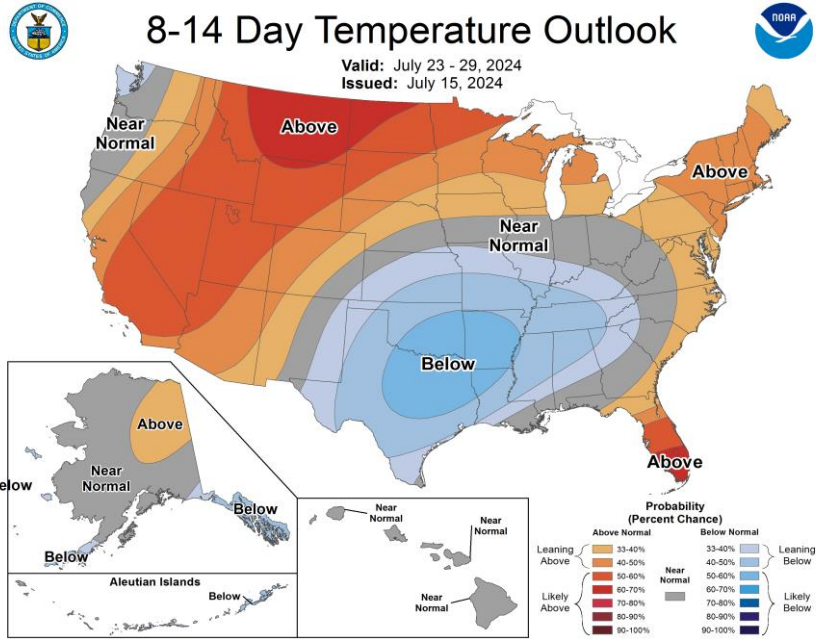 8-14 Day Temperature Outlook
Valid: July 23 - 29, 2024
Issued: July 15, 2024
NOAA
Near
Normal
Above
Above
Near
Normal
Below
Above
Above
Near
Normal
elow
Below
Below
Aleutian Islands
Below
Near
Normal
Near
Normal
Near
Normal
Probability
(Percent Chance)
Above Normal
Below Normal
Leaning
Above
33-40%
40-50%
Likely
Above
50-60%
60-70%
70-80%
80-90%
90-100%
Near
Normal
33-40%
40-50%
Leaning
Below
50-60%
60-70%
70-80%
80-90%
90-100%
Likely
Below